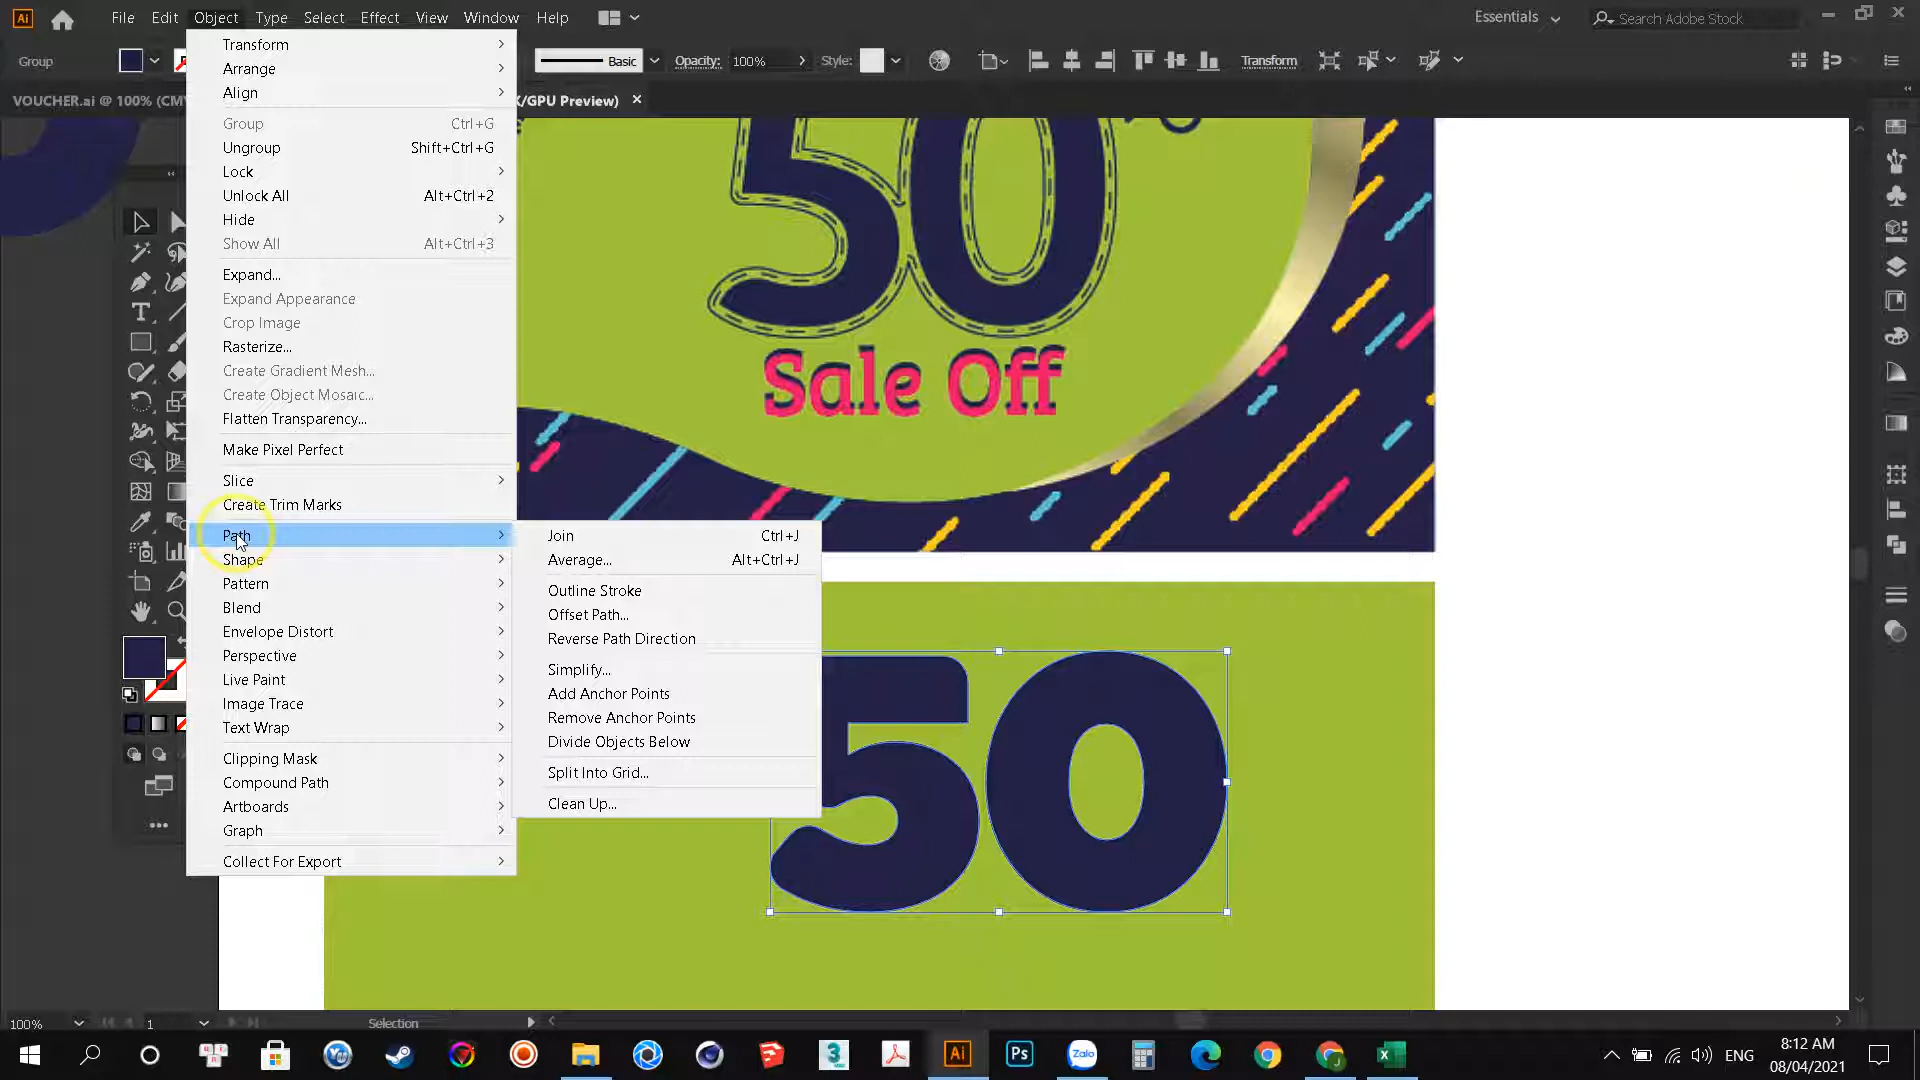 Ai File Edit Object Type Select Effect View Window Help Essentials Search Adobe Stock
Group Basic Opacity: 100% Style: Transform
VOUCHER.ai @ 100% (CM K/GPU Preview)
Transform
Arrange
Align
Group Ctrl+G
Ungroup Shift+Ctrl+G
Lock
Unlock All Alt+Ctrl+2
Hide
Show All Alt+Ctrl+3
Expand...
Expand Appearance
Crop Image
Rasterize...
Create Gradient Mesh...
Create Object Mosaic...
Flatten Transparency...
Make Pixel Perfect
Slice
Create Trim Marks
Path
Shape
Pattern
Blend
Envelope Distort
Perspective
Live Paint
Image Trace
Text Wrap
Clipping Mask
Compound Path
Artboards
Graph
Collect For Export
Join Ctrl+J
Average... Alt+Ctrl+J
Outline Stroke
Offset Path...
Reverse Path Direction
Simplify...
Add Anchor Points
Remove Anchor Points
Divide Objects Below
Split Into Grid...
Clean Up...
50
Sale Off
50
100% 1 Selection
Zalo Ai Ps
ENG
8:12 AM
08/04/2021